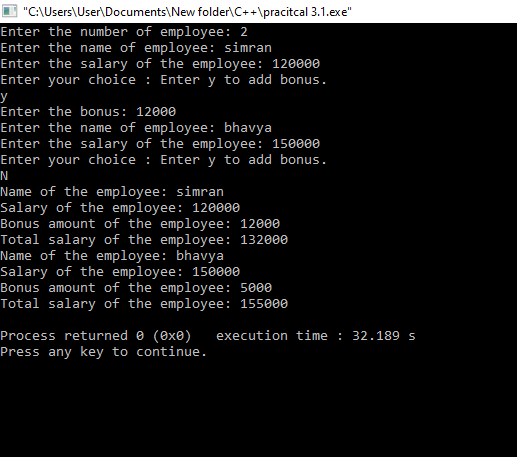 "C:\Users\User\Documents\New folder\C++\pracitcal 3.1.exe"
Enter the number of employee: 2
Enter the name of employee: simran
Enter the salary of the employee: 120000
Enter your choice : Enter y to add bonus.
y
Enter the bonus: 12000
Enter the name of employee: bhavya
Enter the salary of the employee: 150000
Enter your choice : Enter y to add bonus.
N
Name of the employee: simran
Salary of the employee: 120000
Bonus amount of the employee: 12000
Total salary of the employee: 132000
Name of the employee: bhavya
Salary of the employee: 150000
Bonus amount of the employee: 5000
Total salary of the employee: 155000
Process returned 0 (0x0)   execution time : 32.189 s
Press any key to continue.